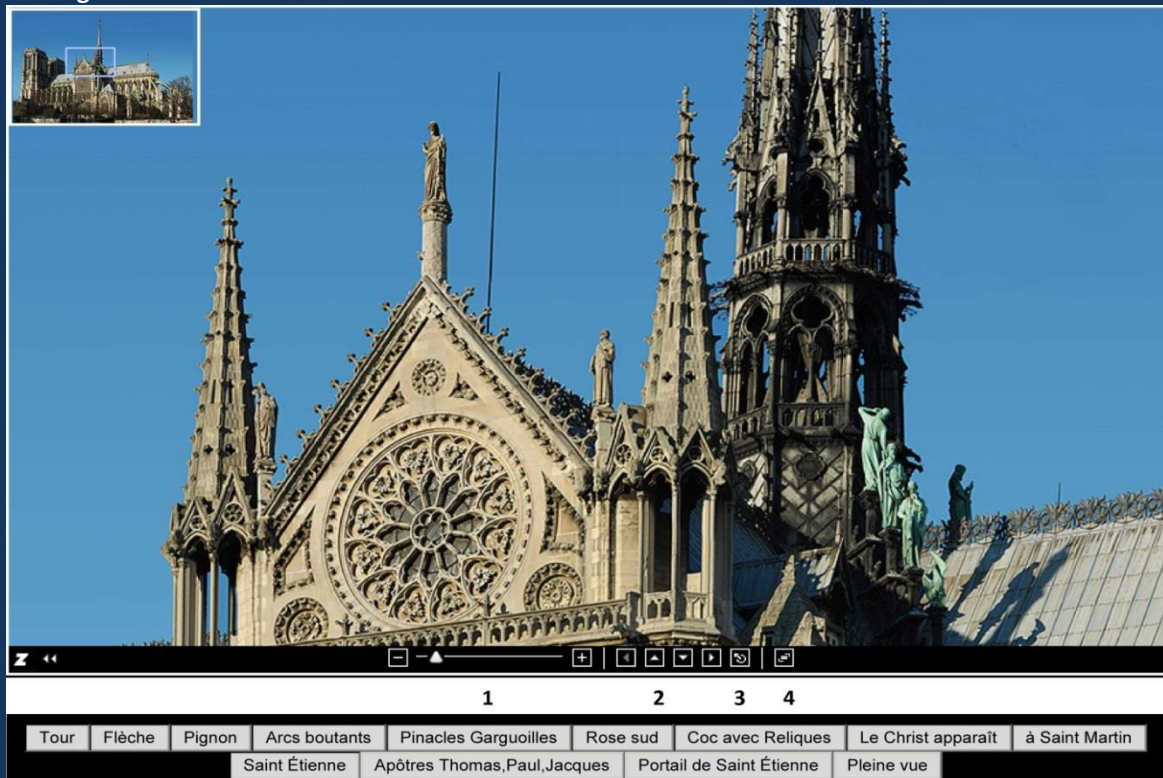 Z
1 2 3 4
Tour Flèche Pignon Arcs boutants Pinacles Garguoilles Rose sud Coc avec Reliques Le Christ apparaît à Saint Martin
Saint Étienne Apôtres Thomas,Paul,Jacques Portail de Saint Étienne Pleine vue